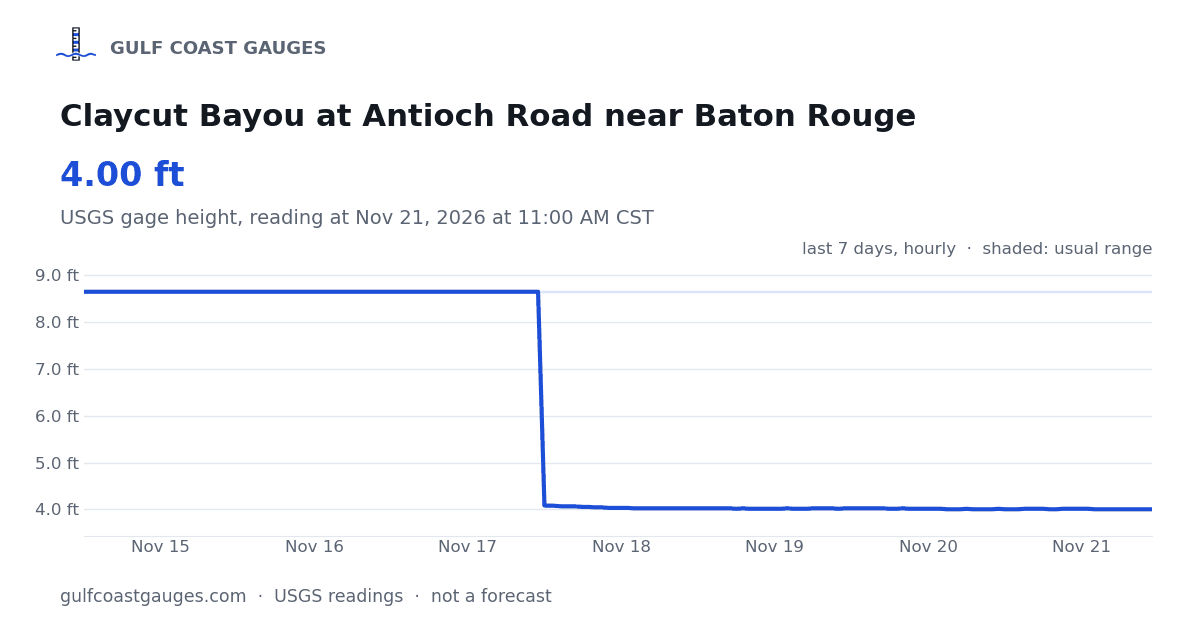 GULF COAST GAUGES
Claycut Bayou at Antioch Road near Baton Rouge
4.00 ft
USGS gage height, reading at Nov 21, 2026 at 11:00 AM CST
last 7 days, hourly · shaded: usual range
9.0 ft
8.0 ft
7.0 ft
6.0 ft
5.0 ft
4.0 ft
Nov 15 Nov 16 Nov 17 Nov 18 Nov 19 Nov 20 Nov 21
gulfcoastgauges.com · USGS readings · not a forecast